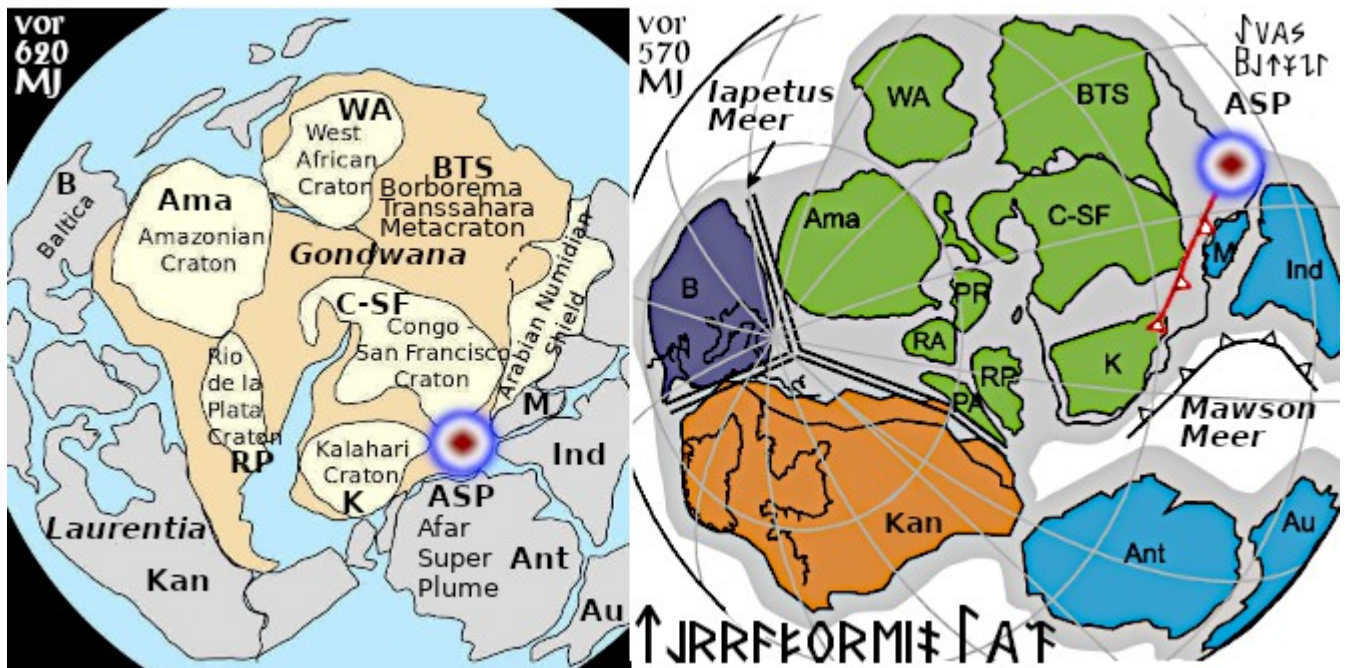 vor
620
MJ
B
Baltica
WA
West
African
Craton
Ama
Amazonian
Craton
BTS
Borborema
Transsahara
Metacraton
Gondwana
C-SF
Congo -
San Francisco
Craton
Arabian Numidian
Shield
Rio
de la
Plata
Craton
RP
Kalahari
Craton
K
M
Ind
ASP
Afar
Super
Plume
Ant
Laurentia
Kan
Au
vor
570
MJ
Iapetus
Meer
WA
BTS
ASP
Ama
C-SF
M
Ind
B
PR
RA
RP
PA
K
Mawson
Meer
Kan
Ant
Au